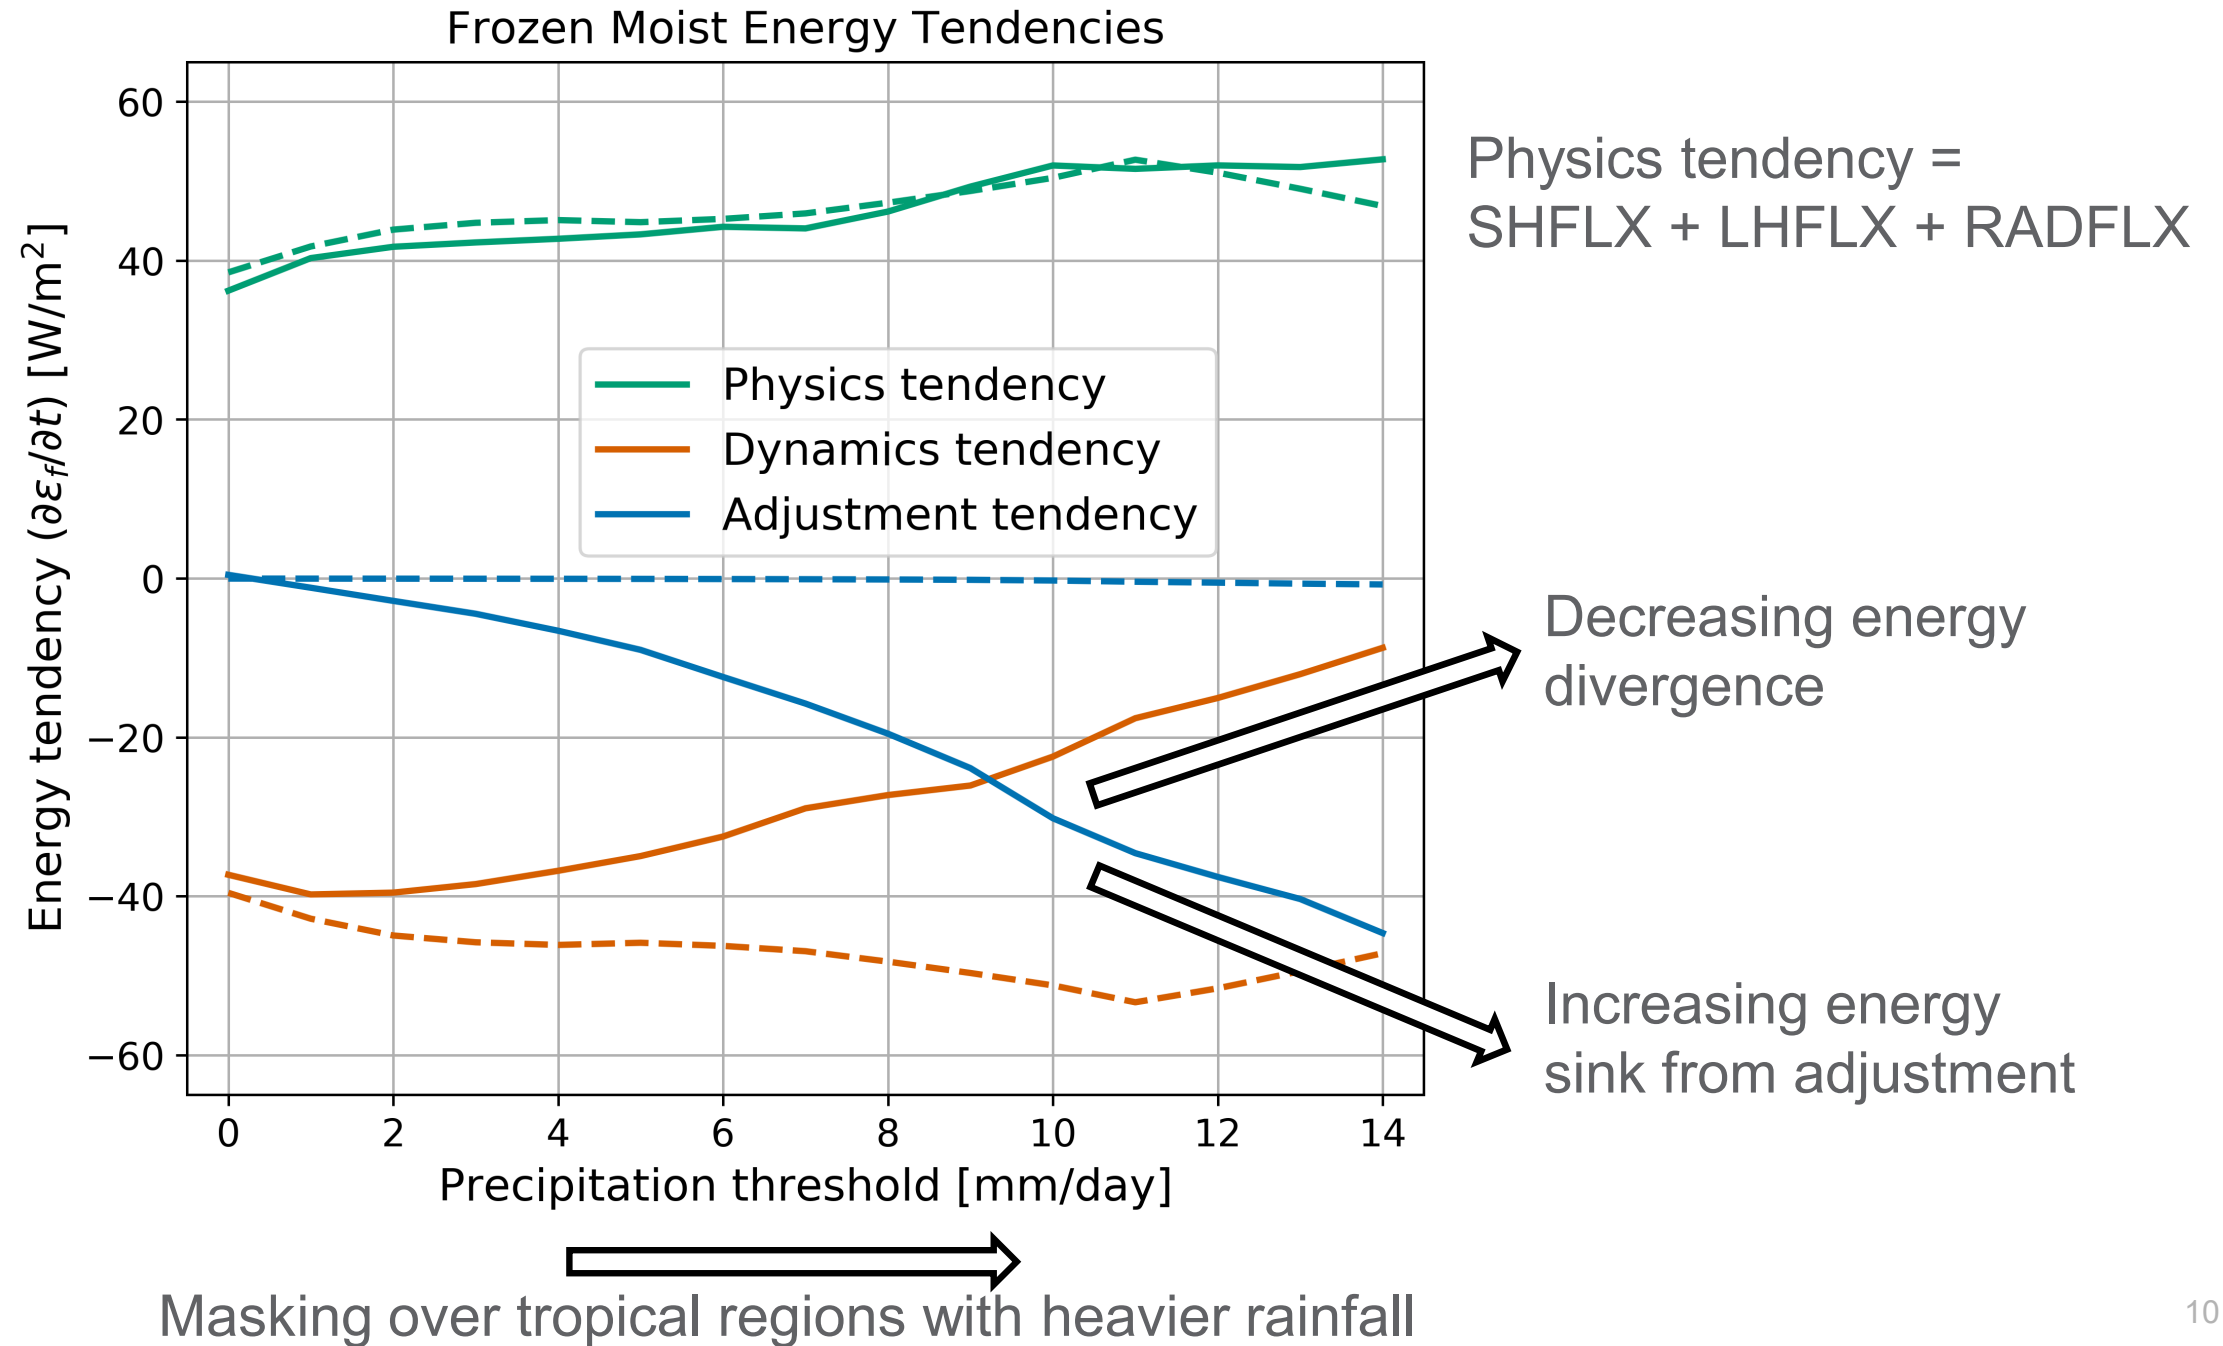 Frozen Moist Energy Tendencies
Energy tendency (∂ε_f/∂t) [W/m²]
60
40
20
0
−20
−40
−60
Physics tendency
Dynamics tendency
Adjustment tendency
0 2 4 6 8 10 12 14
Precipitation threshold [mm/day]
Physics tendency =
SHFLX + LHFLX + RADFLX
Decreasing energy
divergence
Increasing energy
sink from adjustment
Masking over tropical regions with heavier rainfall
10